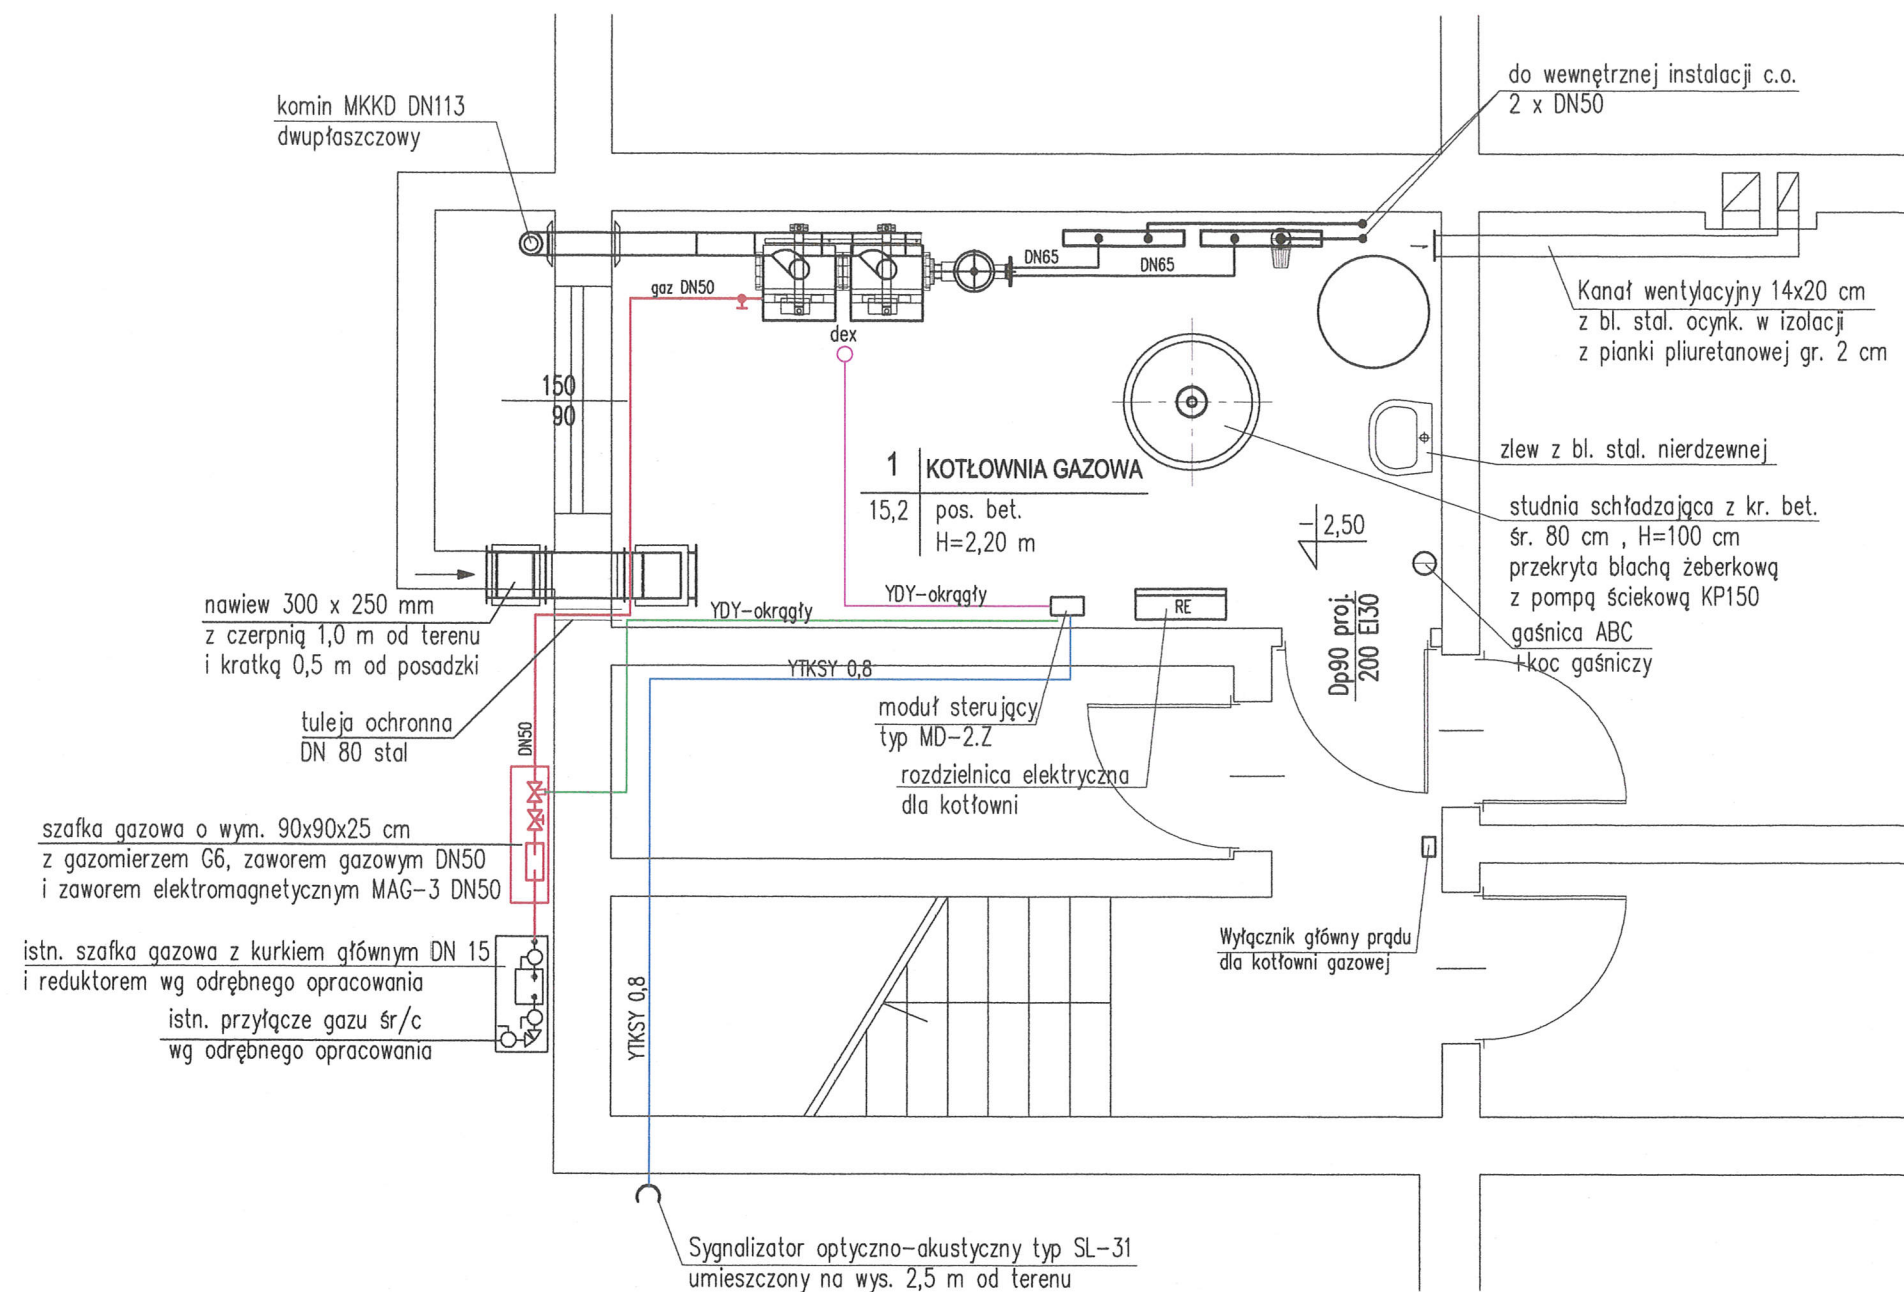 do wewnętrznej instalacji c.o.
2 x DN50
komin MKKD DN113
dwupłaszczowy
DN65
DN65
gaz DN50
Kanał wentylacyjny 14x20 cm
z bl. stal. ocynk. w izolacji
z pianki pliuretanowej gr. 2 cm
dex
150
90
1 KOTŁOWNIA GAZOWA
15,2 pos. bet.
H=2,20 m
zlew z bl. stal. nierdzewnej
studnia schładzająca z kr. bet.
śr. 80 cm , H=100 cm
przekryta blachą żeberkową
z pompą ściekową KP150
2,50
nawiew 300 x 250 mm
z czerpnią 1,0 m od terenu
i kratką 0,5 m od posadzki
YDY-okrągły
YDY-okrągły
RE
Dp90 proj.
200 EI30
gaśnica ABC
+koc gaśniczy
YTKSY 0,8
tuleja ochronna
DN 80 stal
DN50
moduł sterujący
typ MD-2.Z
rozdzielnica elektryczna
dla kotłowni
szafka gazowa o wym. 90x90x25 cm
z gazomierzem G6, zaworem gazowym DN50
i zaworem elektromagnetycznym MAG-3 DN50
istn. szafka gazowa z kurkiem głównym DN 15
i reduktorem wg odrębnego opracowania
istn. przyłącze gazu śr/c
wg odrębnego opracowania
Wyłącznik główny prądu
dla kotłowni gazowej
YTKSY 0,8
Sygnalizator optyczno-akustyczny typ SL-31
umieszczony na wys. 2,5 m od terenu